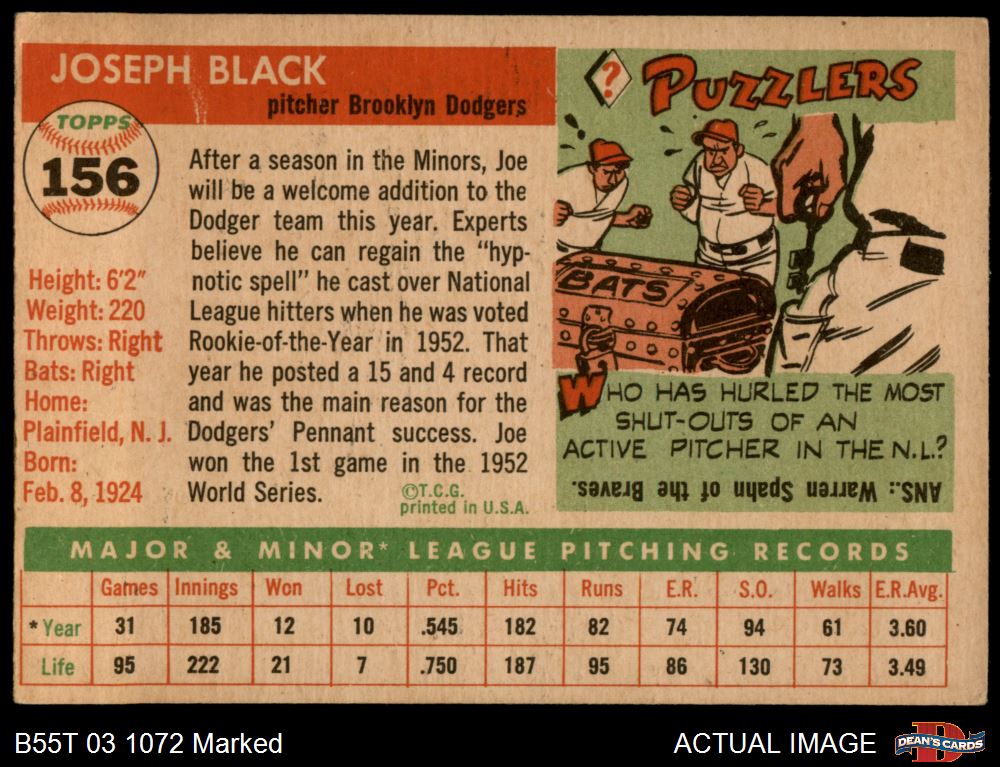 JOSEPH BLACK
pitcher Brooklyn Dodgers
TOPPS
156
Height: 6'2"
Weight: 220
Throws: Right
Bats: Right
Home:
Plainfield, N. J.
Born:
Feb. 8, 1924
After a season in the Minors, Joe
will be a welcome addition to the
Dodger team this year. Experts
believe he can regain the "hyp-
notic spell" he cast over National
League hitters when he was voted
Rookie-of-the-Year in 1952. That
year he posted a 15 and 4 record
and was the main reason for the
Dodgers' Pennant success. Joe
won the 1st game in the 1952
World Series.
©T.C.G.
printed in U.S.A.
?
PUZZLERS
BATS
WHO HAS HURLED THE MOST
SHUT-OUTS OF AN
ACTIVE PITCHER IN THE N.L.?
ANS.: Warren Spahn of the Braves.
MAJOR & MINOR* LEAGUE PITCHING RECORDS
Games Innings Won Lost Pct. Hits Runs E.R. S.O. Walks E.R.Avg.
* Year 31 185 12 10 .545 182 82 74 94 61 3.60
Life 95 222 21 7 .750 187 95 86 130 73 3.49
B55T 03 1072 Marked
ACTUAL IMAGE
D
DEAN'S CARDS